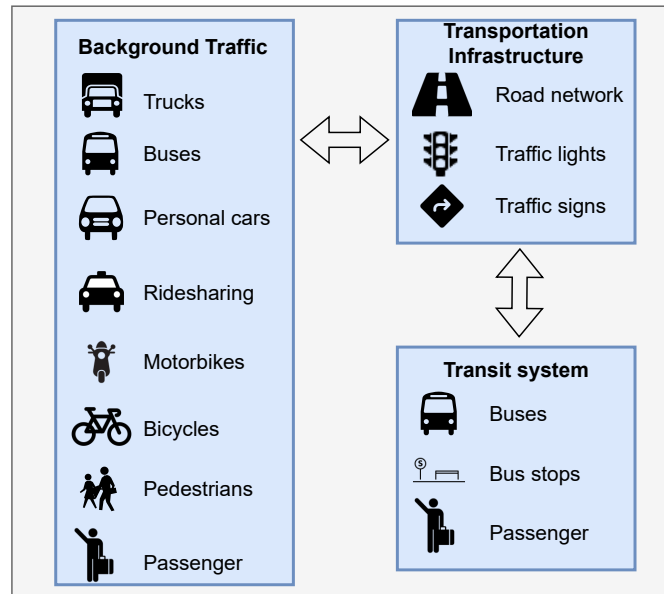 Background Traffic
Trucks
Buses
Personal cars
Ridesharing
Motorbikes
Bicycles
Pedestrians
Passenger
Transportation
Infrastructure
Road network
Traffic lights
Traffic signs
Transit system
Buses
S
Bus stops
Passenger